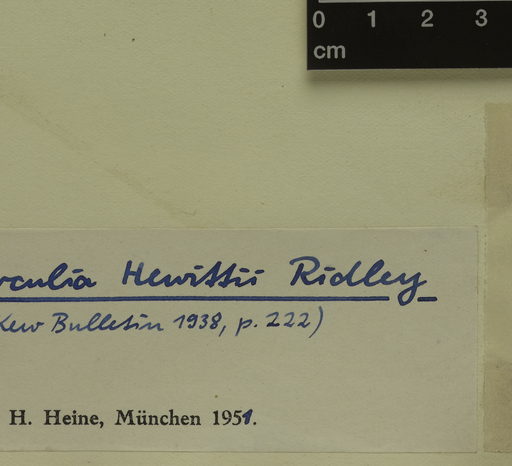 0 1 2 3
cm
rculia Hewittii Ridley
Kew Bulletin 1938, p. 222)
H. Heine, München 1951.